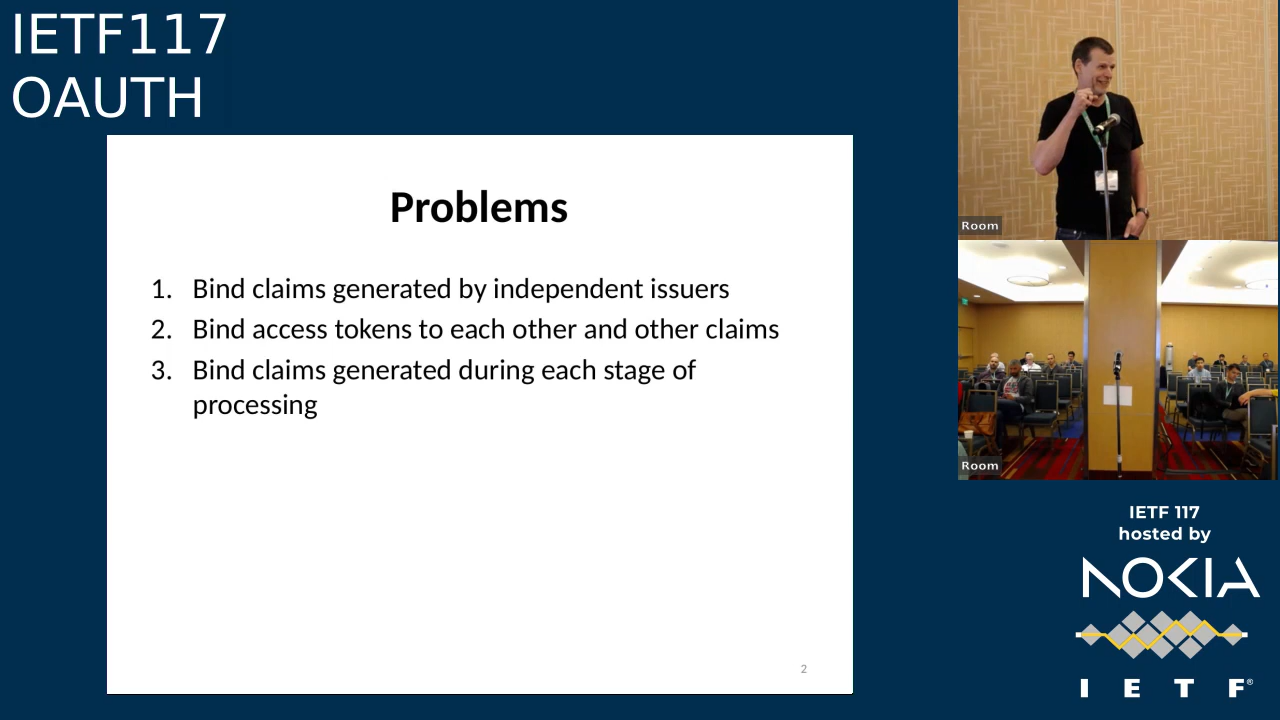 IETF117
OAUTH
Problems
1. Bind claims generated by independent issuers
2. Bind access tokens to each other and other claims
3. Bind claims generated during each stage of
processing
2
Room
Room
IETF 117
hosted by
NOKIA
I E T F®